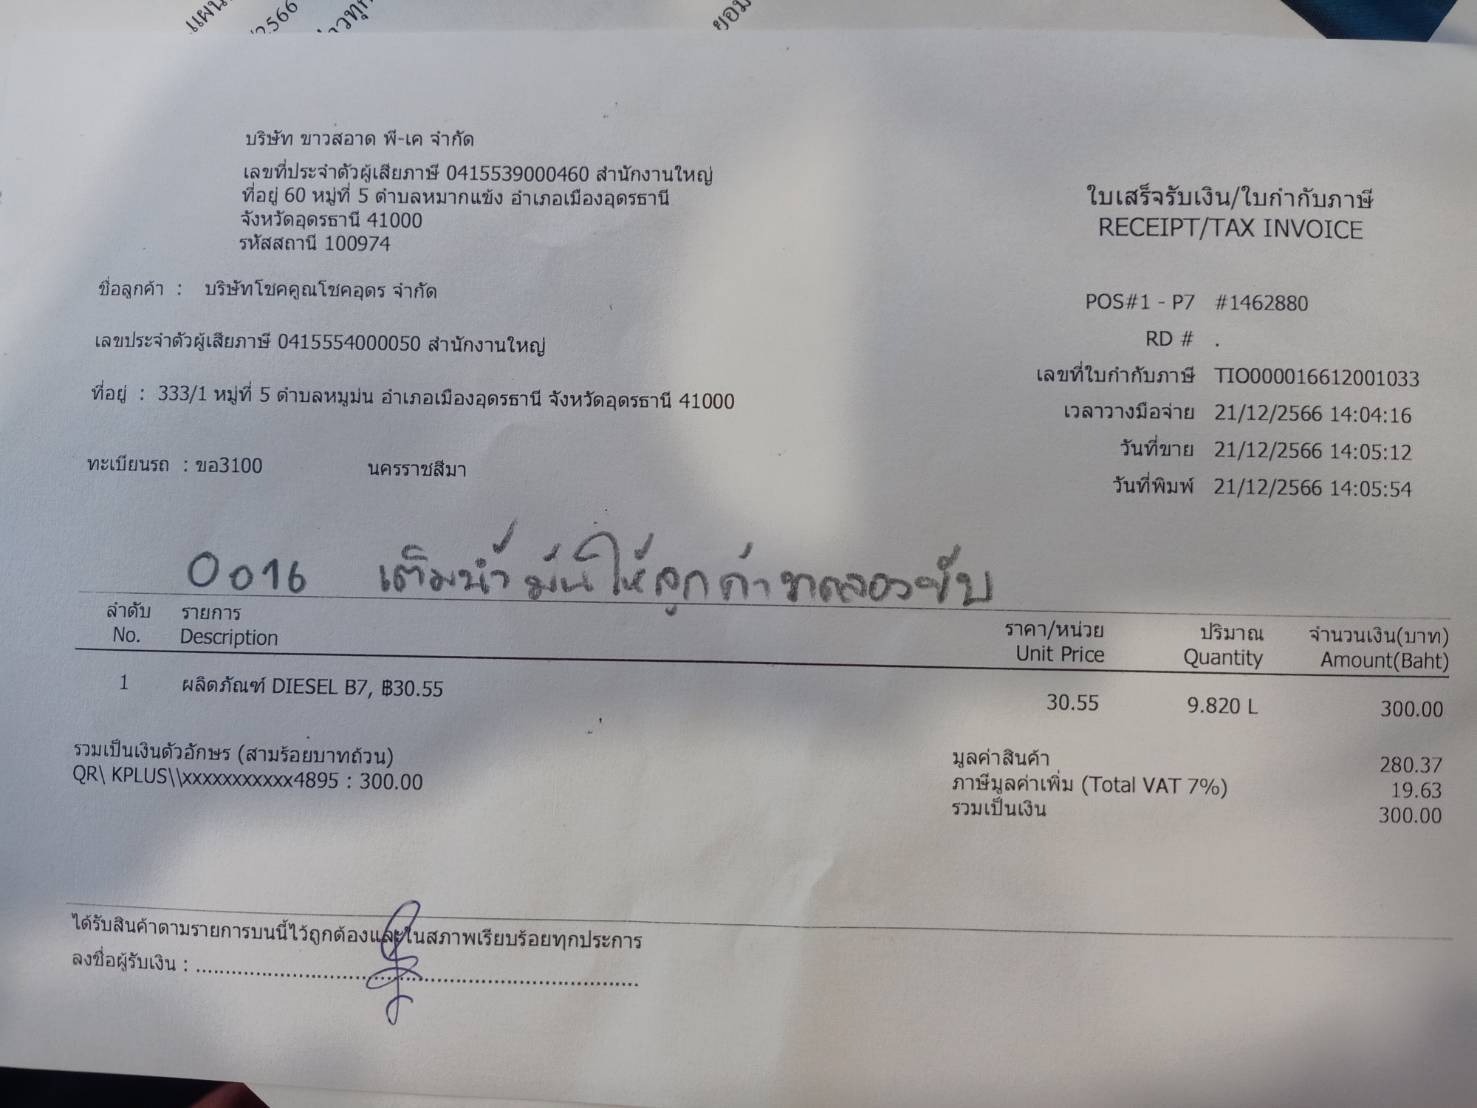 2566
ยอม
บริษัท ขาวสอาด พี-เค จำกัด
เลขที่ประจำตัวผู้เสียภาษี 0415539000460 สำนักงานใหญ่
ที่อยู่ 60 หมู่ที่ 5 ตำบลหมากแข้ง อำเภอเมืองอุดรธานี
จังหวัดอุดรธานี 41000
รหัสสถานี 100974
ใบเสร็จรับเงิน/ใบกำกับภาษี
RECEIPT/TAX INVOICE
ชื่อลูกค้า : บริษัทโชคคูณโชคอุดร จำกัด
เลขประจำตัวผู้เสียภาษี 0415554000050 สำนักงานใหญ่
ที่อยู่ : 333/1 หมู่ที่ 5 ตำบลหมูม่น อำเภอเมืองอุดรธานี จังหวัดอุดรธานี 41000
ทะเบียนรถ : ขอ3100 นครราชสีมา
POS#1 - P7 #1462880
RD # .
เลขที่ใบกำกับภาษี TIO000016612001033
เวลาวางมือจ่าย 21/12/2566 14:04:16
วันที่ขาย 21/12/2566 14:05:12
วันที่พิมพ์ 21/12/2566 14:05:54
0016 เติมน้ำมันให้ลูกค้าทดลองขับ
ลำดับ รายการ ราคา/หน่วย ปริมาณ จำนวนเงิน(บาท)
No. Description Unit Price Quantity Amount(Baht)
1 ผลิตภัณฑ์ DIESEL B7, ฿30.55 30.55 9.820 L 300.00
รวมเป็นเงินตัวอักษร (สามร้อยบาทถ้วน)
QR\ KPLUS\\xxxxxxxxxxx4895 : 300.00
มูลค่าสินค้า 280.37
ภาษีมูลค่าเพิ่ม (Total VAT 7%) 19.63
รวมเป็นเงิน 300.00
ได้รับสินค้าตามรายการบนนี้ไว้ถูกต้องและในสภาพเรียบร้อยทุกประการ
ลงชื่อผู้รับเงิน : ..........................................................................